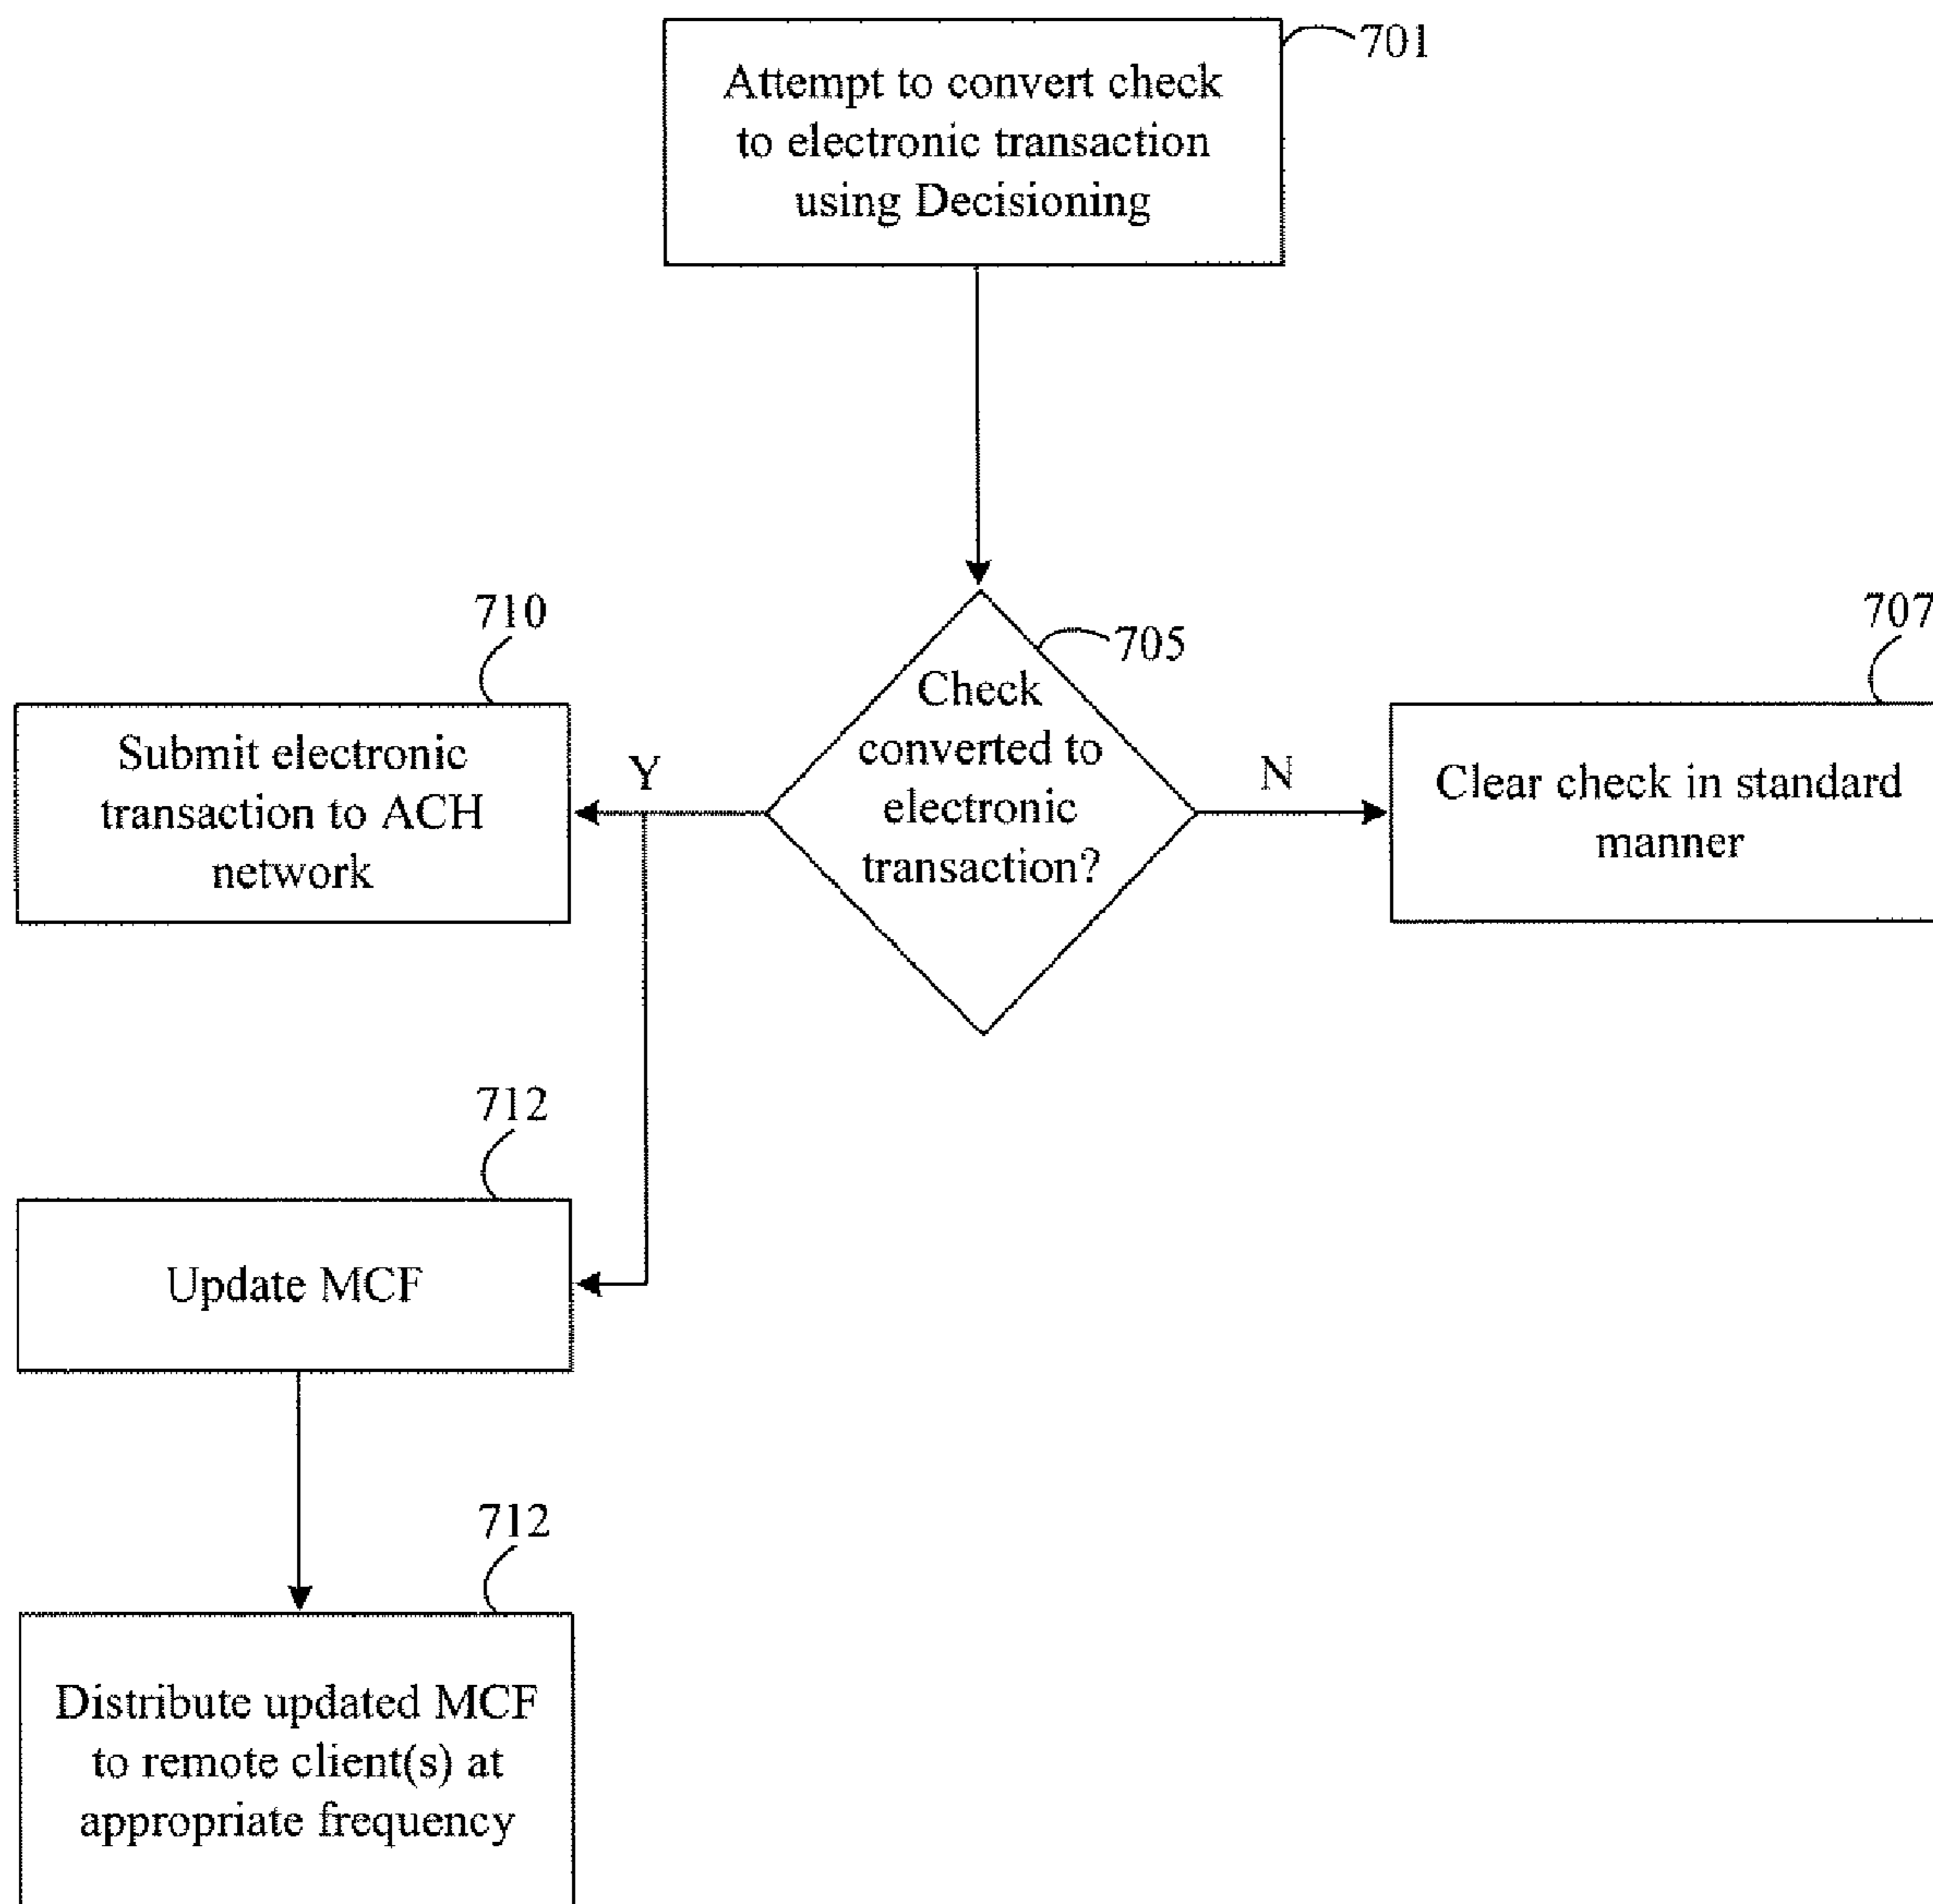 701
Attempt to convert check
to electronic transaction
using Decisioning
710
705
707
Check
converted to
electronic
transaction?
Submit electronic
transaction to ACH
network
Y
N
Clear check in standard
manner
712
Update MCF
712
Distribute updated MCF
to remote client(s) at
appropriate frequency